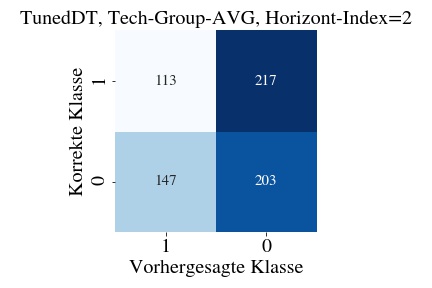 TunedDT, Tech-Group-AVG, Horizont-Index=2
Korrekte Klasse
1
113
217
0
147
203
1
0
Vorhergesagte Klasse